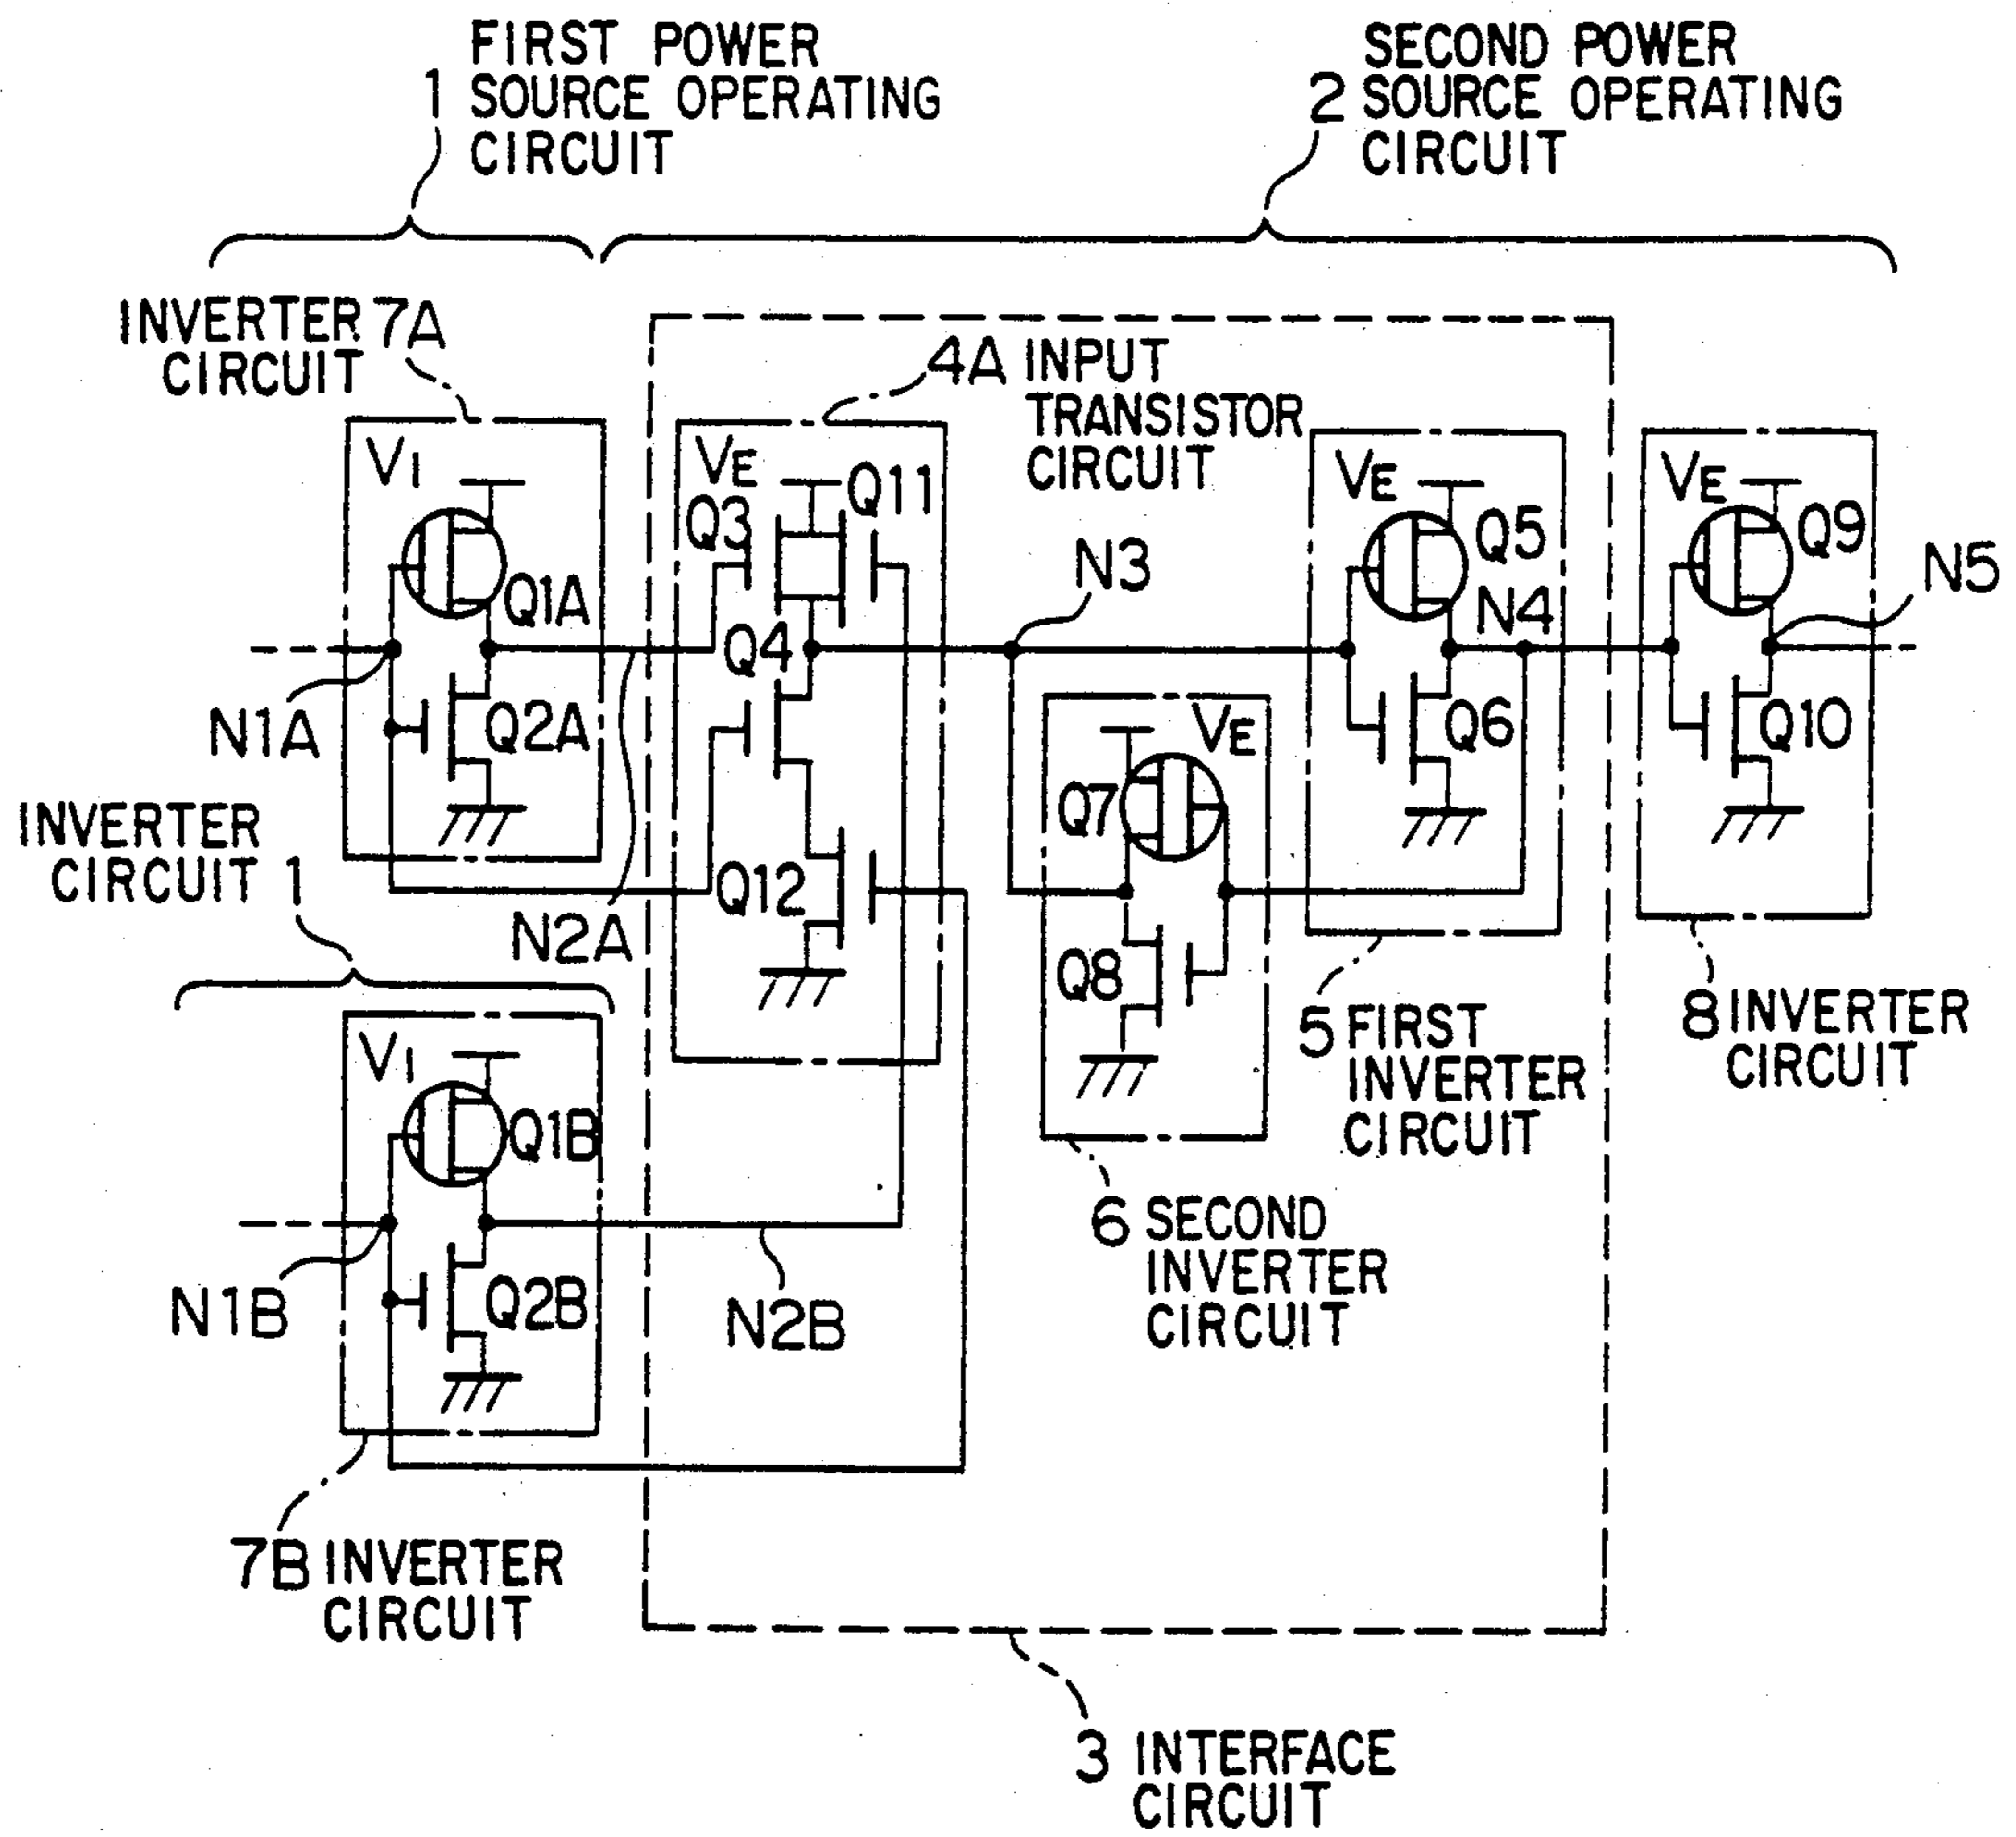 FIRST POWER
1 SOURCE OPERATING
CIRCUIT
SECOND POWER
2 SOURCE OPERATING
CIRCUIT
INVERTER 7A
CIRCUIT
4A INPUT
TRANSISTOR
CIRCUIT
VI
Q1A
Q2A
N1A
N2A
VE
Q3
Q11
Q4
Q12
N3
VE
Q5
N4
Q6
VE
Q9
N5
Q10
VE
Q7
Q8
INVERTER
CIRCUIT 1
5 FIRST
INVERTER
CIRCUIT
8 INVERTER
CIRCUIT
6 SECOND
INVERTER
CIRCUIT
VI
Q1B
Q2B
N1B
N2B
7B INVERTER
CIRCUIT
3 INTERFACE
CIRCUIT